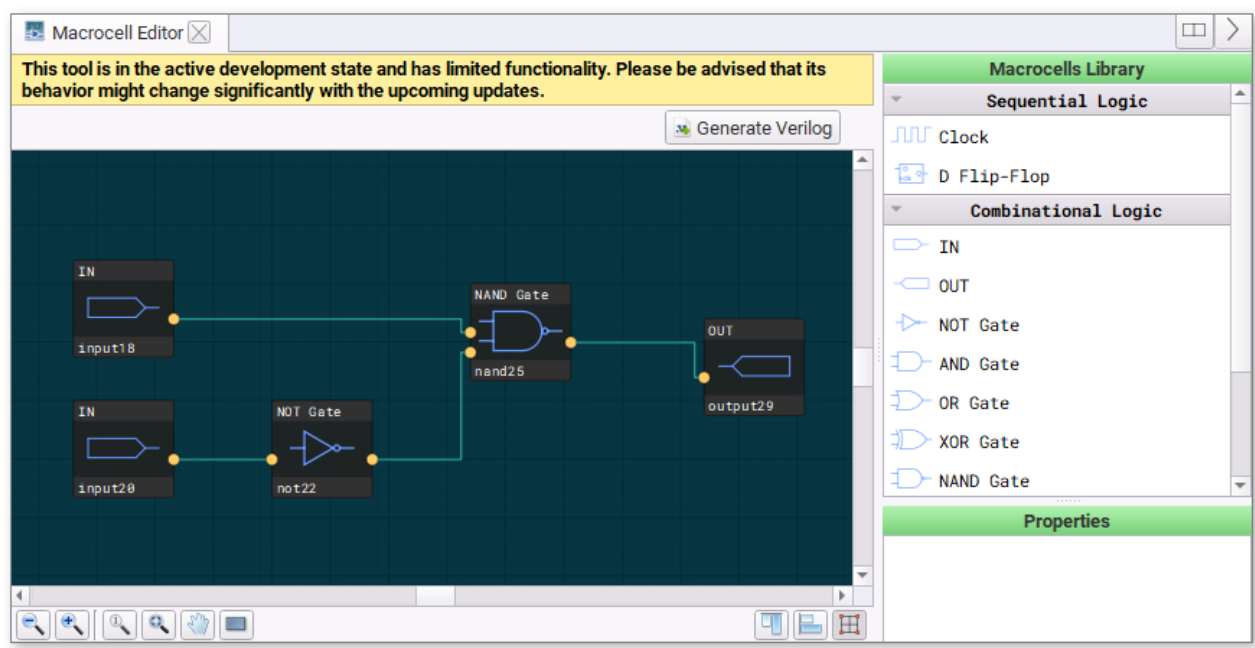 Macrocell Editor
This tool is in the active development state and has limited functionality. Please be advised that its
behavior might change significantly with the upcoming updates.
Generate Verilog
IN
input18
IN
input20
NOT Gate
not22
NAND Gate
nand25
OUT
output29
Macrocells Library
Sequential Logic
Clock
D Flip-Flop
Combinational Logic
IN
OUT
NOT Gate
AND Gate
OR Gate
XOR Gate
NAND Gate
Properties